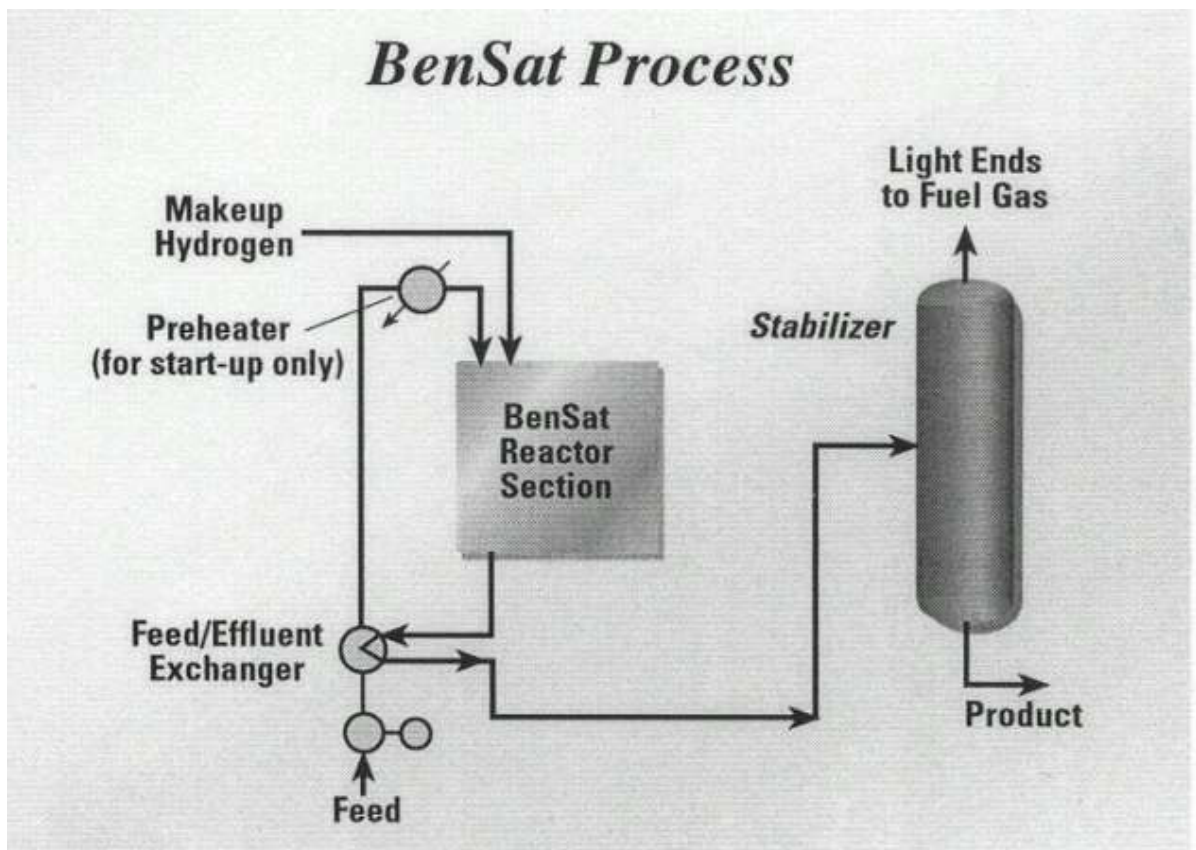 BenSat Process
Light Ends
to Fuel Gas
Makeup
Hydrogen
Preheater
(for start-up only)
Stabilizer
BenSat
Reactor
Section
Feed/Effluent
Exchanger
Product
Feed